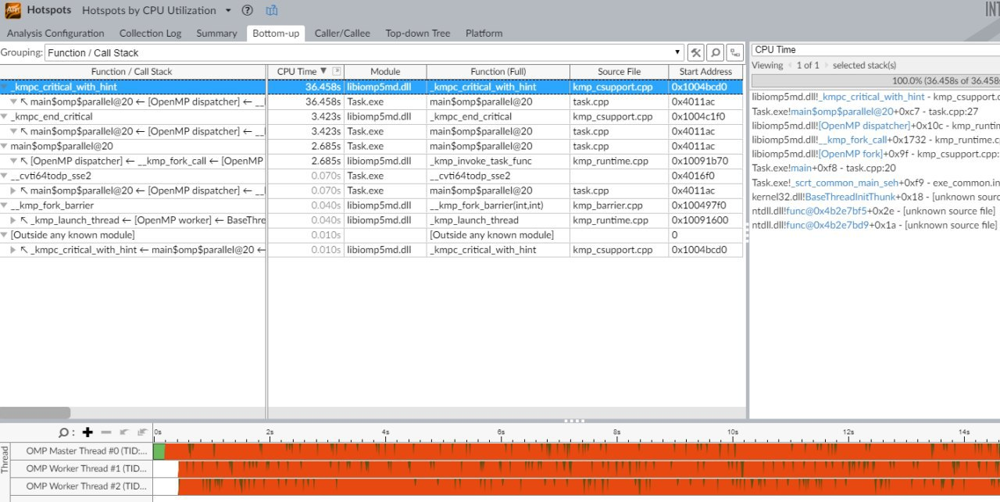 Hotspots Hotspots by CPU Utilization
Analysis Configuration Collection Log Summary Bottom-up Caller/Callee Top-down Tree Platform
Grouping: Function / Call Stack
CPU Time
Viewing 1 of 1 selected stack(s)
100.0% (36.458s of 36.458
Function / Call Stack CPU Time Module Function (Full) Source File Start Address
_kmpc_critical_with_hint 36.458s libiomp5md.dll _kmpc_critical_with_hint kmp_csupport.cpp 0x1004bcd0
↖ main$omp$parallel@20 ← [OpenMP dispatcher] ← __l 36.458s Task.exe main$omp$parallel@20 task.cpp 0x4011ac
_kmpc_end_critical 3.423s libiomp5md.dll _kmpc_end_critical kmp_csupport.cpp 0x1004c1f0
↖ main$omp$parallel@20 ← [OpenMP dispatcher] ← __l 3.423s Task.exe main$omp$parallel@20 task.cpp 0x4011ac
main$omp$parallel@20 2.685s Task.exe main$omp$parallel@20 task.cpp 0x4011ac
↖ [OpenMP dispatcher] ← __kmp_fork_call ← [OpenMP 2.685s libiomp5md.dll _kmp_invoke_task_func kmp_runtime.cpp 0x10091b70
__cvti64todp_sse2 0.070s Task.exe __cvti64todp_sse2 0x4016f0
↖ main$omp$parallel@20 ← [OpenMP dispatcher] ← __l 0.070s Task.exe main$omp$parallel@20 task.cpp 0x4011ac
__kmp_fork_barrier 0.040s libiomp5md.dll __kmp_fork_barrier(int,int) kmp_barrier.cpp 0x100497f0
↖ _kmp_launch_thread ← [OpenMP worker] ← BaseThre 0.040s libiomp5md.dll _kmp_launch_thread kmp_runtime.cpp 0x10091600
[Outside any known module] 0.010s [Outside any known module] 0
↖ _kmpc_critical_with_hint ← main$omp$parallel@20 ← 0.010s libiomp5md.dll _kmpc_critical_with_hint kmp_csupport.cpp 0x1004bcd0
libiomp5md.dll!_kmpc_critical_with_hint - kmp_csupport.c
Task.exe!main$omp$parallel@20+0xc7 - task.cpp:27
libiomp5md.dll![OpenMP dispatcher]+0x10c - kmp_runtim
libiomp5md.dll!__kmp_fork_call+0x1732 - kmp_runtime.c
libiomp5md.dll![OpenMP fork]+0x9f - kmp_csupport.cpp:
Task.exe!main+0xf8 - task.cpp:20
Task.exe!_scrt_common_main_seh+0xf9 - exe_common.in
kernel32.dll!BaseThreadInitThunk+0x18 - [unknown sourc
ntdll.dll!func@0x4b2e7bf5+0x2e - [unknown source file]
ntdll.dll!func@0x4b2e7bd9+0x1a - [unknown source file]
0s 2s 4s 6s 8s 10s 12s 14s
Thread
OMP Master Thread #0 (TID:...
OMP Worker Thread #1 (TID...
OMP Worker Thread #2 (TID...